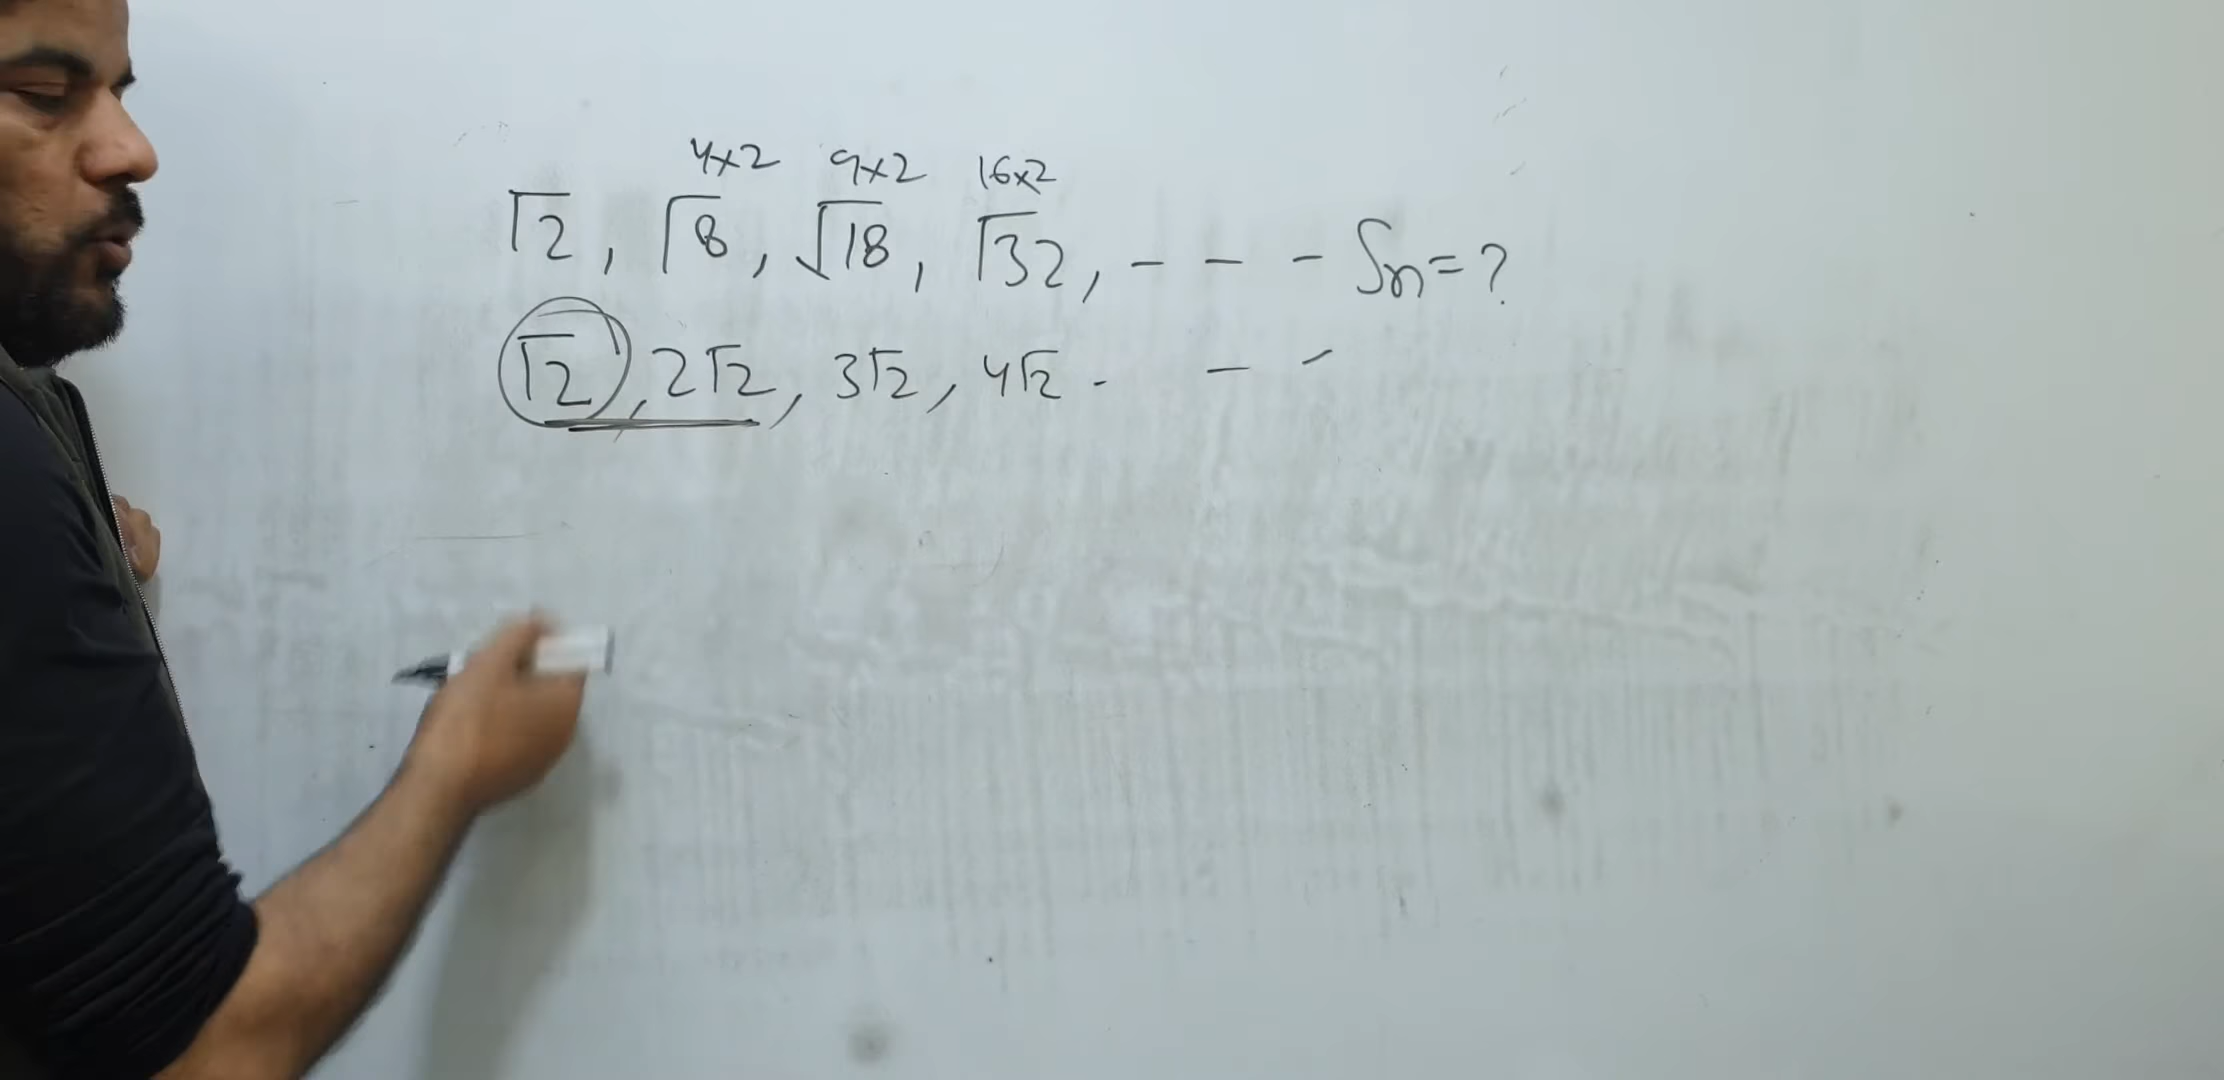 4×2 9×2 16×2
√2, √8, √18, √32, - - - Sn=?
√2, 2√2, 3√2, 4√2 - - -